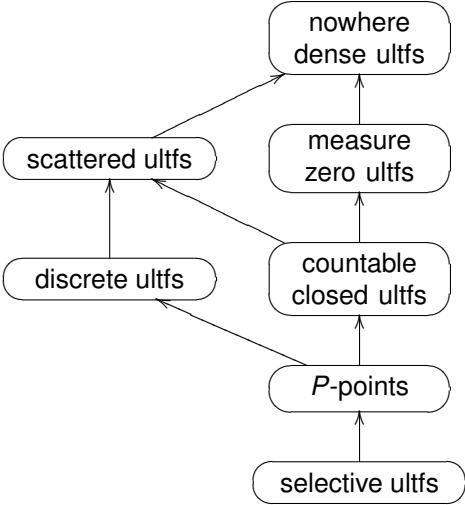 nowhere
dense ultfs
measure
zero ultfs
scattered ultfs
countable
closed ultfs
discrete ultfs
P-points
selective ultfs